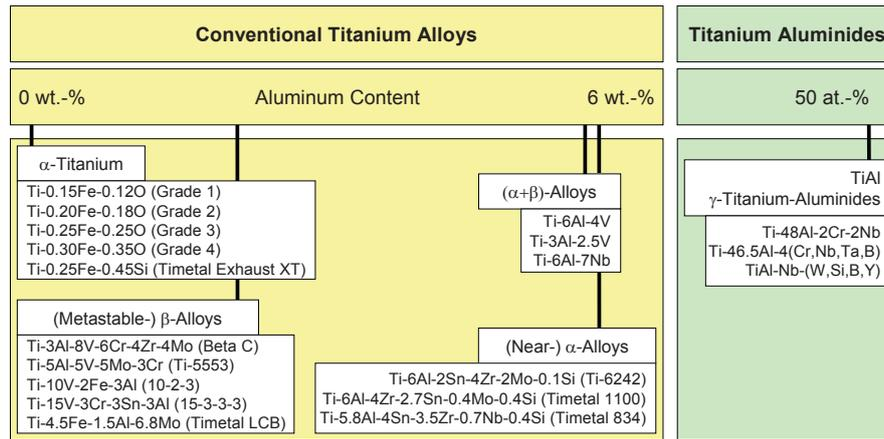 Conventional Titanium Alloys
Titanium Aluminides
0 wt.-% Aluminum Content 6 wt.-%
50 at.-%
α-Titanium
Ti-0.15Fe-0.12O (Grade 1)
Ti-0.20Fe-0.18O (Grade 2)
Ti-0.25Fe-0.25O (Grade 3)
Ti-0.30Fe-0.35O (Grade 4)
Ti-0.25Fe-0.45Si (Timetal Exhaust XT)
(Metastable-) β-Alloys
Ti-3Al-8V-6Cr-4Zr-4Mo (Beta C)
Ti-5Al-5V-5Mo-3Cr (Ti-5553)
Ti-10V-2Fe-3Al (10-2-3)
Ti-15V-3Cr-3Sn-3Al (15-3-3-3)
Ti-4.5Fe-1.5Al-6.8Mo (Timetal LCB)
(α+β)-Alloys
Ti-6Al-4V
Ti-3Al-2.5V
Ti-6Al-7Nb
(Near-) α-Alloys
Ti-6Al-2Sn-4Zr-2Mo-0.1Si (Ti-6242)
Ti-6Al-4Zr-2.7Sn-0.4Mo-0.4Si (Timetal 1100)
Ti-5.8Al-4Sn-3.5Zr-0.7Nb-0.4Si (Timetal 834)
TiAl
γ-Titanium-Aluminides
Ti-48Al-2Cr-2Nb
Ti-46.5Al-4(Cr,Nb,Ta,B)
TiAl-Nb-(W,Si,B,Y)